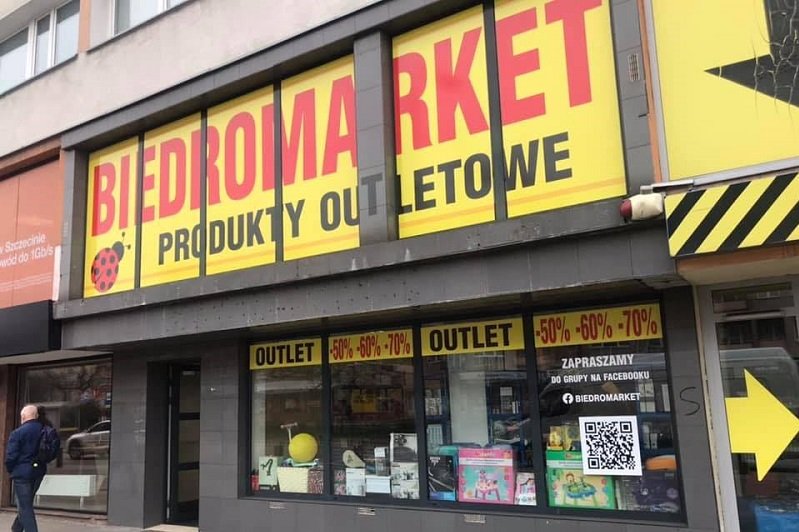 BIEDROMARKET
PRODUKTY OUTLETOWE
w Szczecinie
do 1Gb/s
OUTLET -50% -60% -70% OUTLET -50% -60% -70%
ZAPRASZAMY
DO GRUPY NA FACEBOOKU
BIEDROMARKET
S